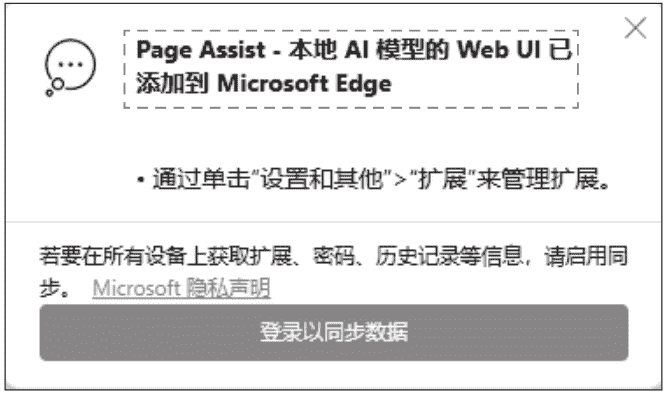 Page Assist - 本地 AI 模型的 Web UI 已
添加到 Microsoft Edge
• 通过单击“设置和其他”>“扩展”来管理扩展。
若要在所有设备上获取扩展、密码、历史记录等信息，请启用同
步。 Microsoft 隐私声明
登录以同步数据